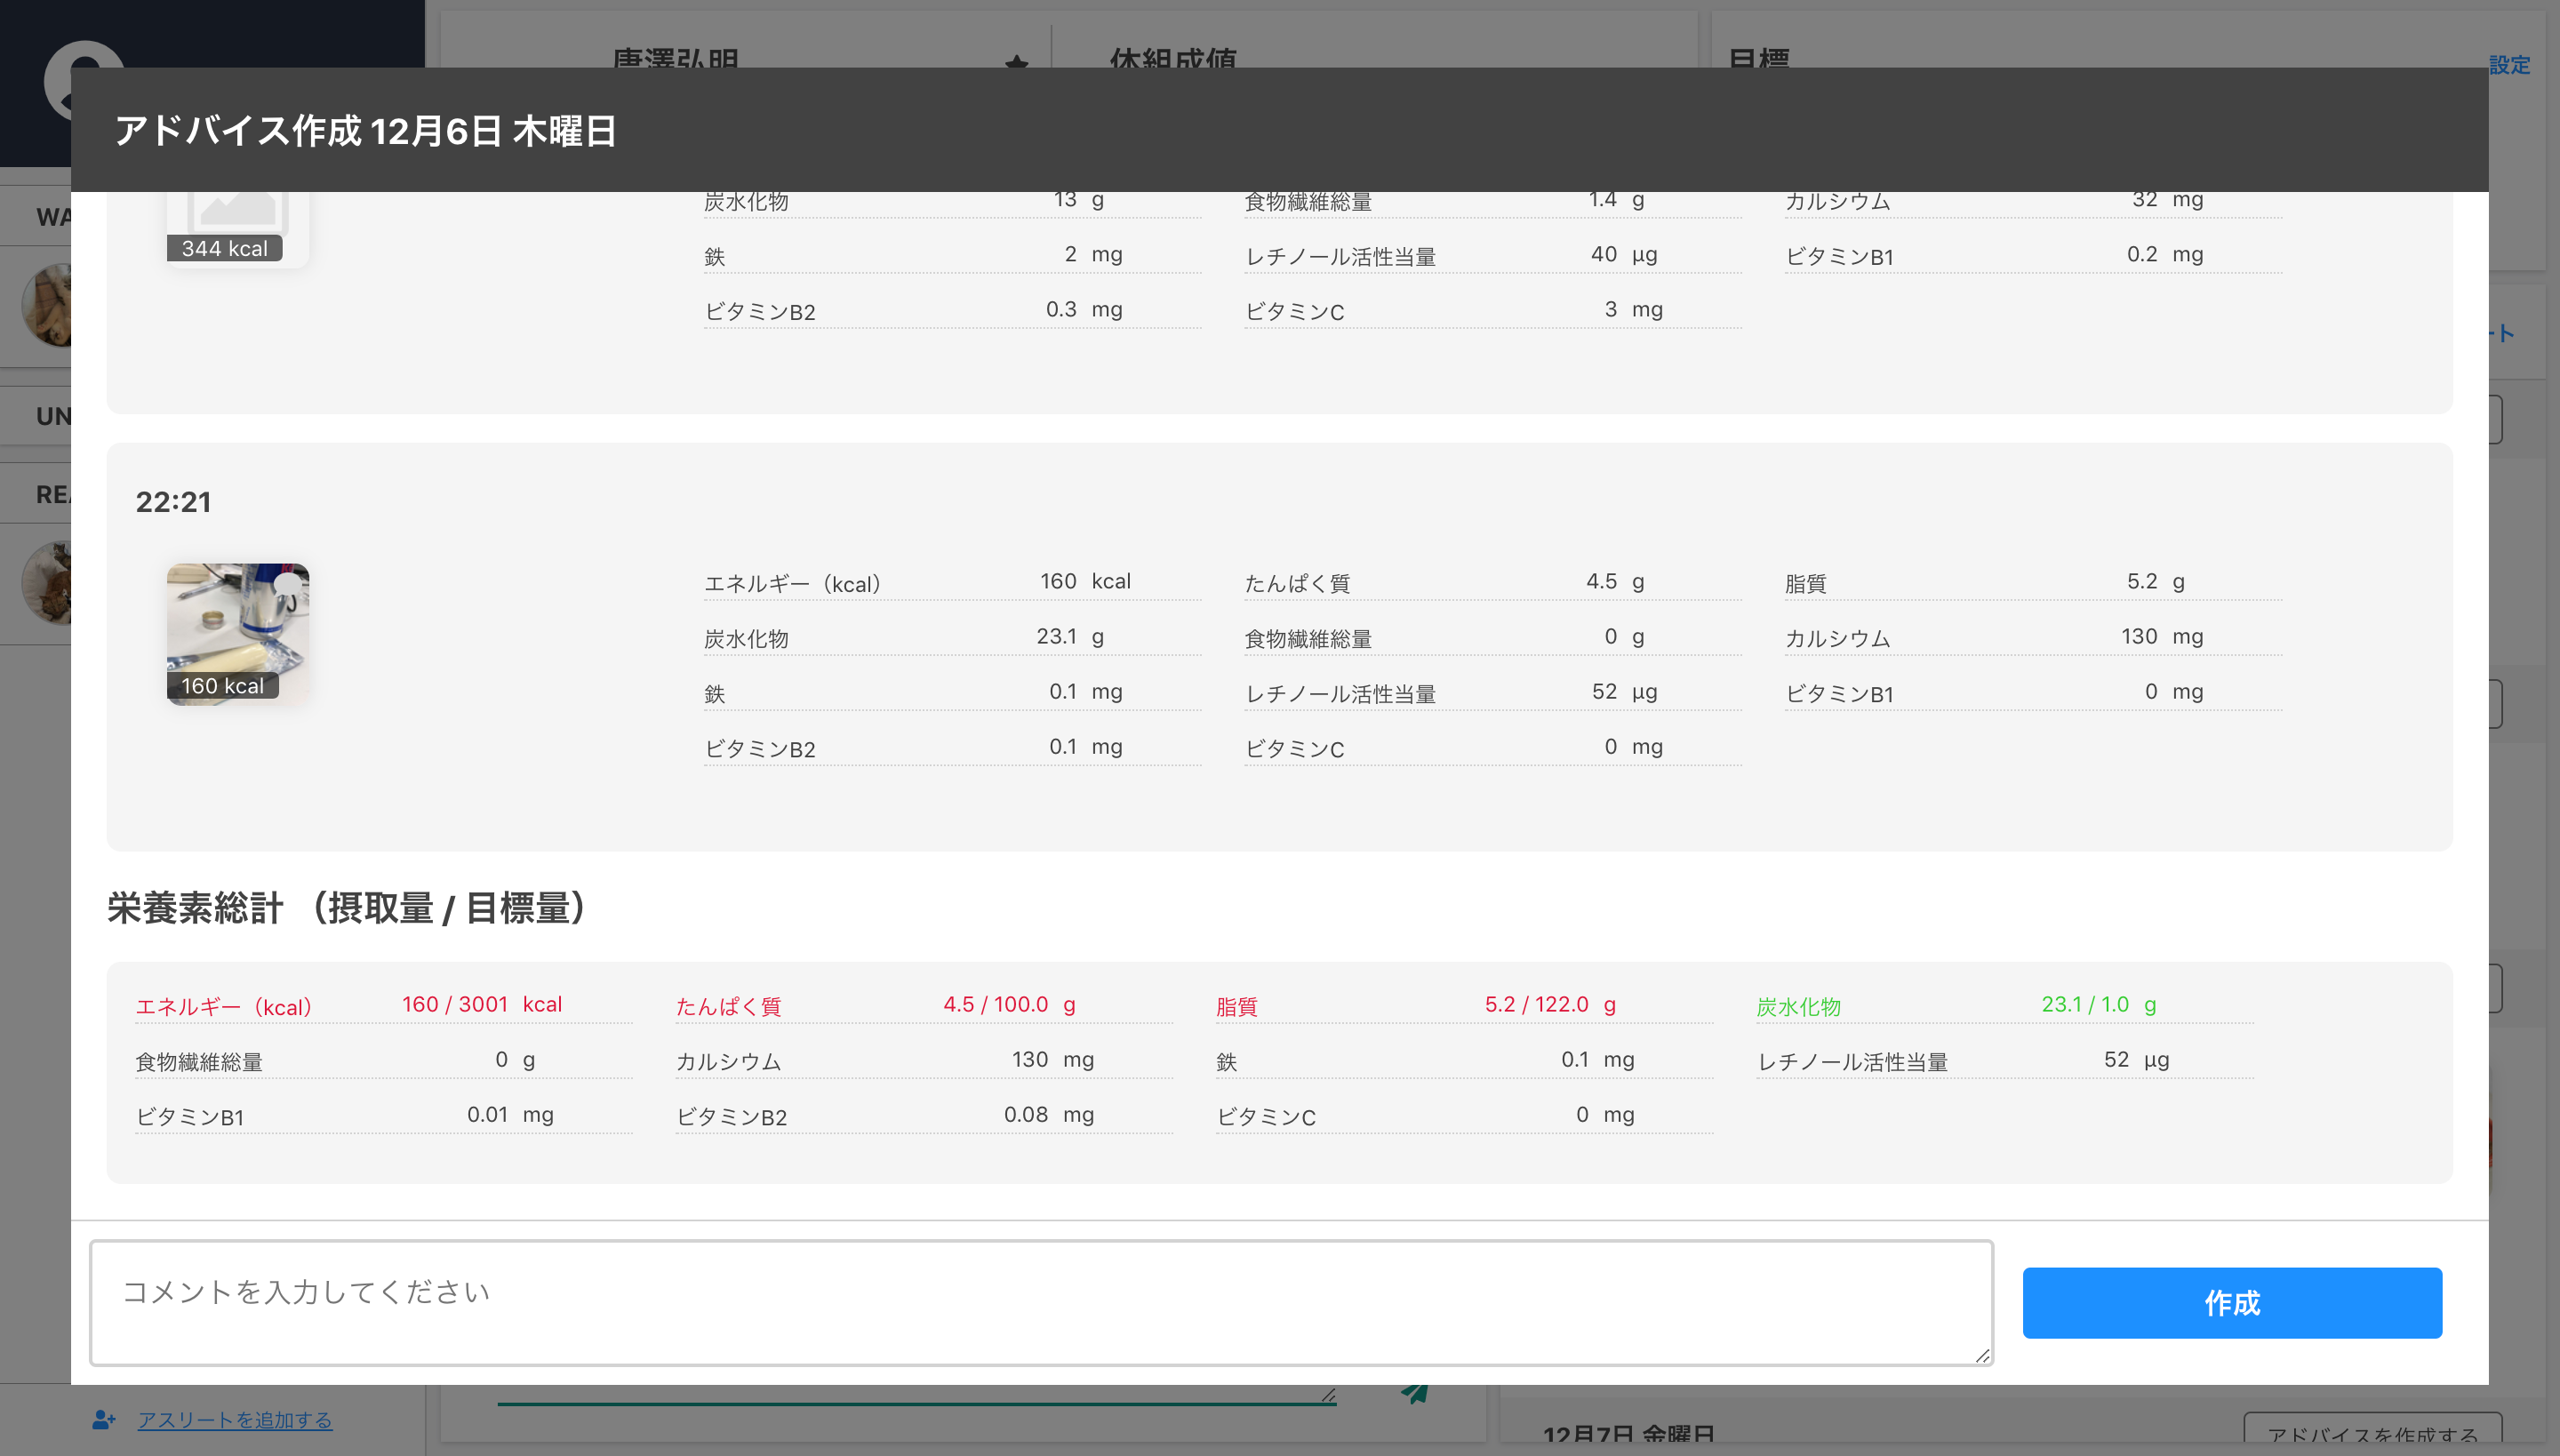 唐澤弘明 体組成値 目標 設定
アドバイス作成 12月6日 木曜日
344 kcal
炭水化物 13 g 食物繊維総量 1.4 g カルシウム 32 mg
鉄 2 mg レチノール活性当量 40 μg ビタミンB1 0.2 mg
ビタミンB2 0.3 mg ビタミンC 3 mg
22:21
160 kcal
エネルギー（kcal） 160 kcal たんぱく質 4.5 g 脂質 5.2 g
炭水化物 23.1 g 食物繊維総量 0 g カルシウム 130 mg
鉄 0.1 mg レチノール活性当量 52 μg ビタミンB1 0 mg
ビタミンB2 0.1 mg ビタミンC 0 mg
栄養素総計 （摂取量 / 目標量）
エネルギー（kcal） 160 / 3001 kcal たんぱく質 4.5 / 100.0 g 脂質 5.2 / 122.0 g 炭水化物 23.1 / 1.0 g
食物繊維総量 0 g カルシウム 130 mg 鉄 0.1 mg レチノール活性当量 52 μg
ビタミンB1 0.01 mg ビタミンB2 0.08 mg ビタミンC 0 mg
コメントを入力してください
作成
アスリートを追加する
12月7日 金曜日 アドバイスを作成する